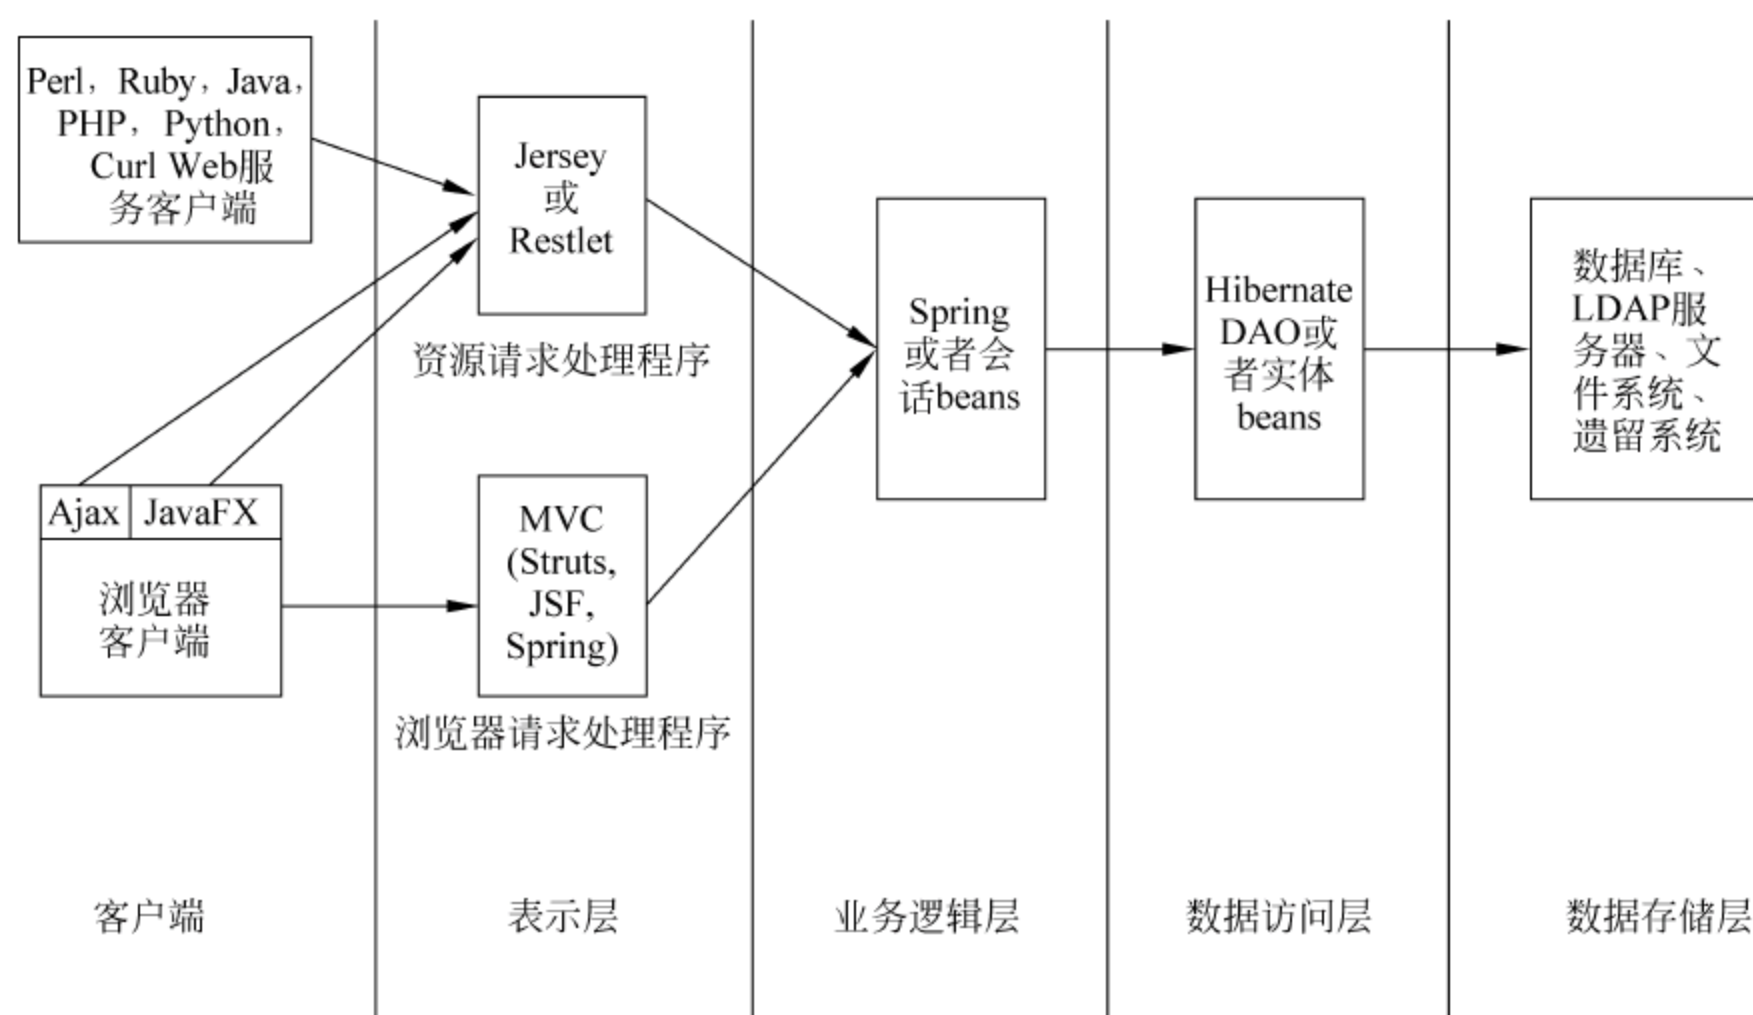 Perl，Ruby，Java，
PHP，Python，
Curl Web服
务客户端
Jersey
或
Restlet
资源请求处理程序
Ajax
JavaFX
浏览器
客户端
MVC
(Struts,
JSF,
Spring)
浏览器请求处理程序
Spring
或者会
话beans
Hibernate
DAO或
者实体
beans
数据库、
LDAP服
务器、文
件系统、
遗留系统
客户端
表示层
业务逻辑层
数据访问层
数据存储层